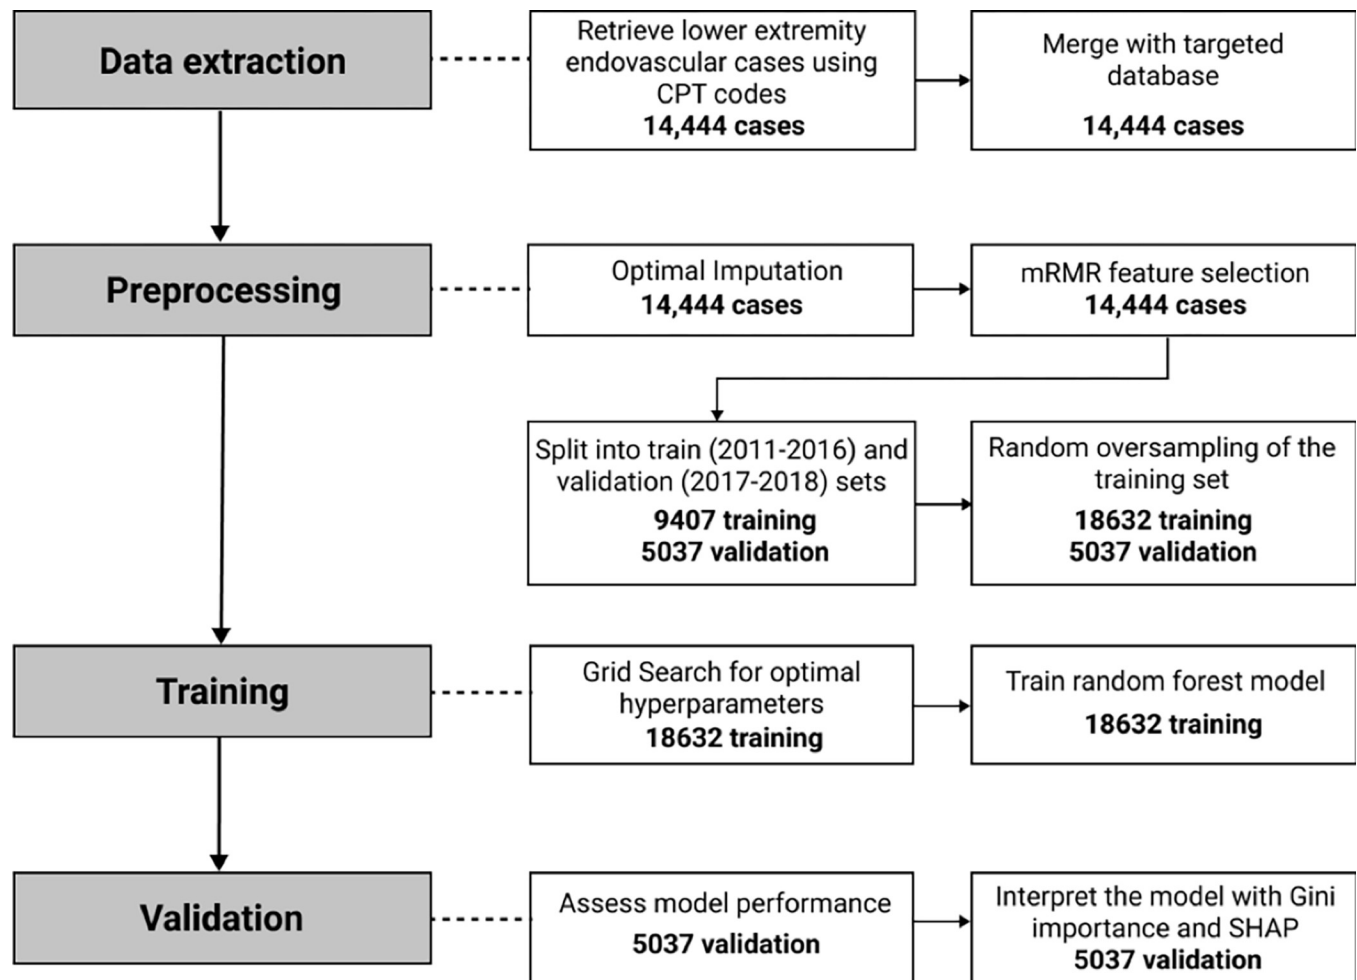 Data extraction
Retrieve lower extremity
endovascular cases using
CPT codes
14,444 cases
Merge with targeted
database
14,444 cases
Preprocessing
Optimal Imputation
14,444 cases
mRMR feature selection
14,444 cases
Split into train (2011-2016) and
validation (2017-2018) sets
9407 training
5037 validation
Random oversampling of the
training set
18632 training
5037 validation
Training
Grid Search for optimal
hyperparameters
18632 training
Train random forest model
18632 training
Validation
Assess model performance
5037 validation
Interpret the model with Gini
importance and SHAP
5037 validation